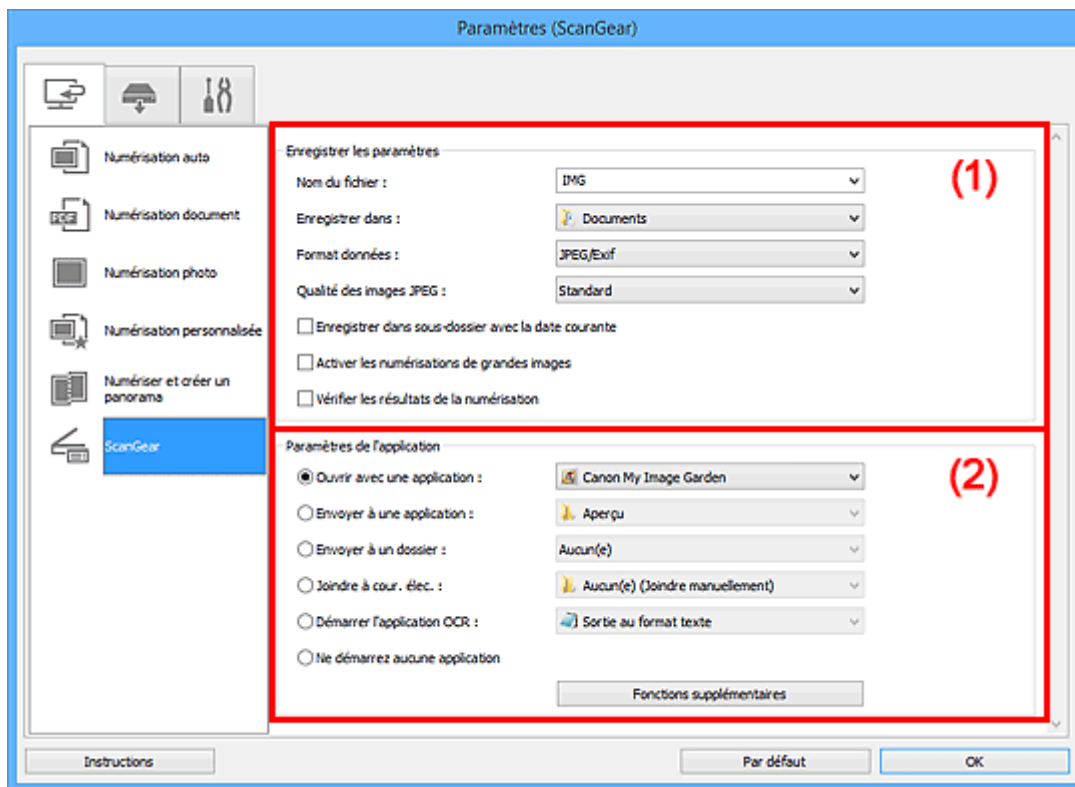 Paramètres (ScanGear)
Numérisation auto
Numérisation document
Numérisation photo
Numérisation personnalisée
Numériser et créer un
panorama
ScanGear
PDF
Enregistrer les paramètres
(1)
Nom du fichier : IMG
Enregistrer dans : Documents
Format données : JPEG/Exif
Qualité des images JPEG : Standard
Enregistrer dans sous-dossier avec la date courante
Activer les numérisations de grandes images
Vérifier les résultats de la numérisation
Paramètres de l'application
(2)
Ouvrir avec une application : Canon My Image Garden
Envoyer à une application : Aperçu
Envoyer à un dossier : Aucun(e)
Joindre à cour. élec. : Aucun(e) (Joindre manuellement)
Démarrer l'application OCR : Sortie au format texte
Ne démarrez aucune application
Fonctions supplémentaires
Instructions
Par défaut
OK